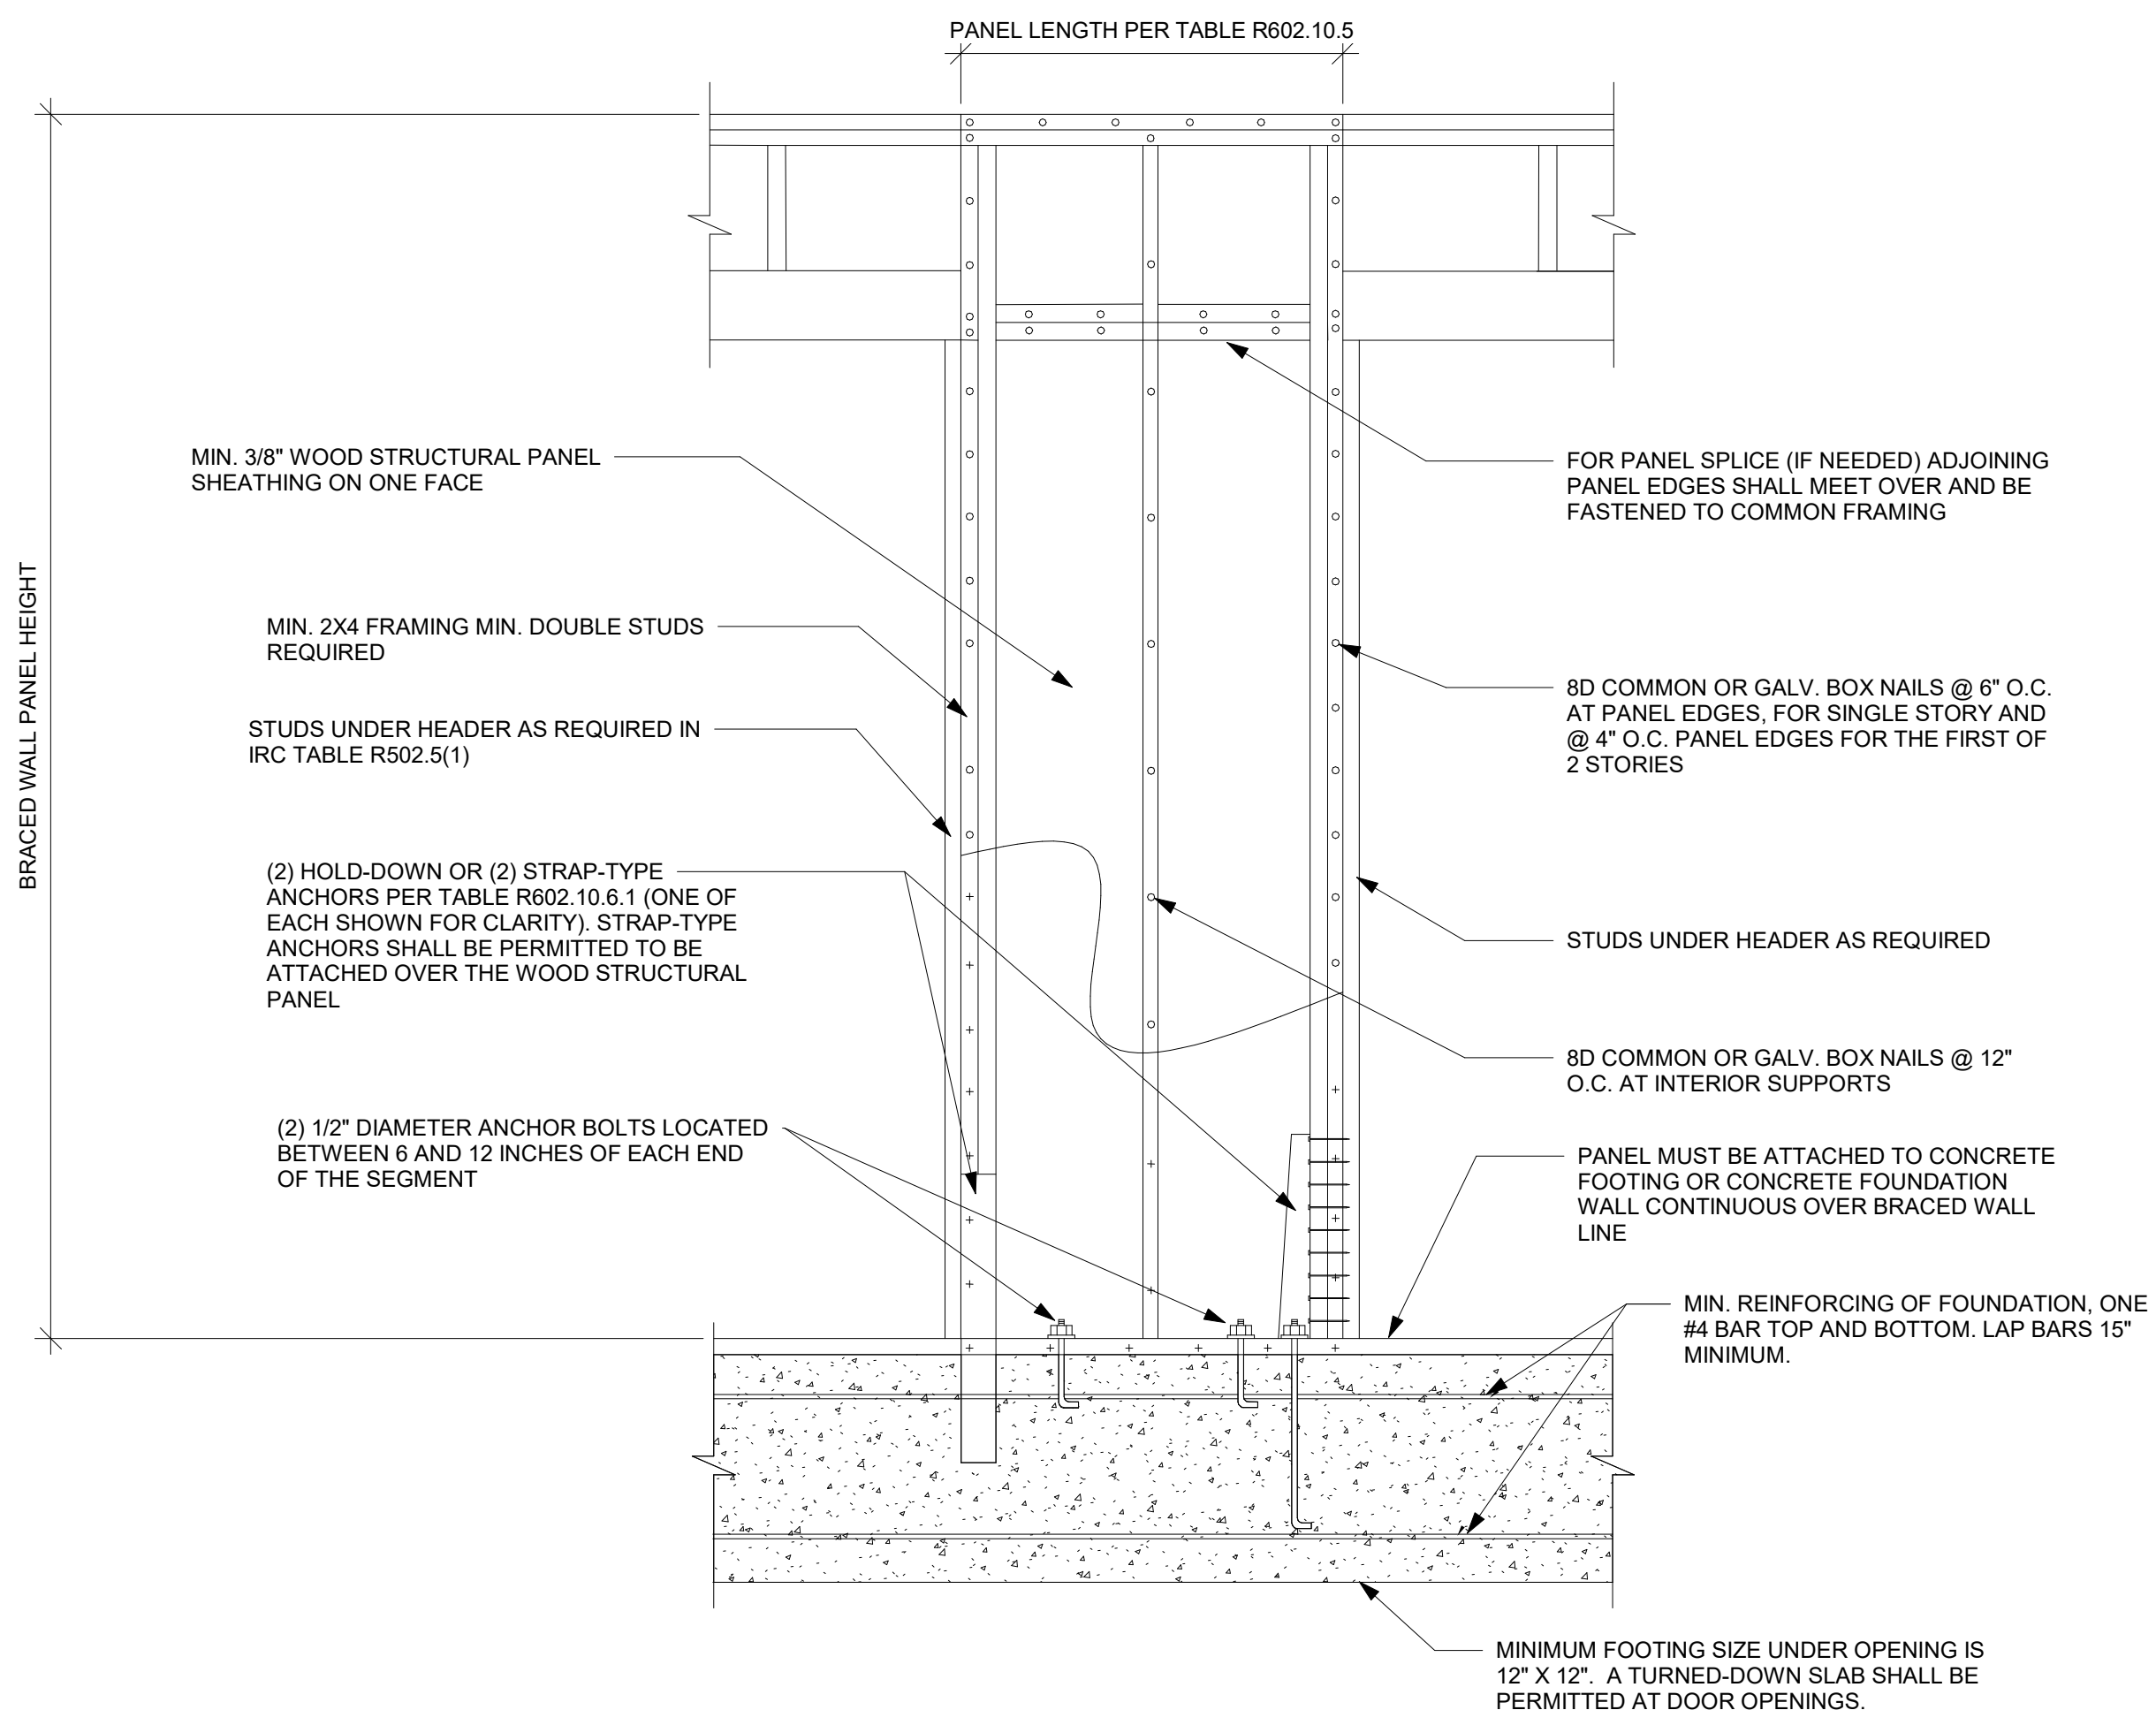 PANEL LENGTH PER TABLE R602.10.5
BRACED WALL PANEL HEIGHT
MIN. 3/8" WOOD STRUCTURAL PANEL
SHEATHING ON ONE FACE
MIN. 2X4 FRAMING MIN. DOUBLE STUDS
REQUIRED
STUDS UNDER HEADER AS REQUIRED IN
IRC TABLE R502.5(1)
(2) HOLD-DOWN OR (2) STRAP-TYPE
ANCHORS PER TABLE R602.10.6.1 (ONE OF
EACH SHOWN FOR CLARITY). STRAP-TYPE
ANCHORS SHALL BE PERMITTED TO BE
ATTACHED OVER THE WOOD STRUCTURAL
PANEL
(2) 1/2" DIAMETER ANCHOR BOLTS LOCATED
BETWEEN 6 AND 12 INCHES OF EACH END
OF THE SEGMENT
FOR PANEL SPLICE (IF NEEDED) ADJOINING
PANEL EDGES SHALL MEET OVER AND BE
FASTENED TO COMMON FRAMING
8D COMMON OR GALV. BOX NAILS @ 6" O.C.
AT PANEL EDGES, FOR SINGLE STORY AND
@ 4" O.C. PANEL EDGES FOR THE FIRST OF
2 STORIES
STUDS UNDER HEADER AS REQUIRED
8D COMMON OR GALV. BOX NAILS @ 12"
O.C. AT INTERIOR SUPPORTS
PANEL MUST BE ATTACHED TO CONCRETE
FOOTING OR CONCRETE FOUNDATION
WALL CONTINUOUS OVER BRACED WALL
LINE
MIN. REINFORCING OF FOUNDATION, ONE
#4 BAR TOP AND BOTTOM. LAP BARS 15"
MINIMUM.
MINIMUM FOOTING SIZE UNDER OPENING IS
12" X 12".  A TURNED-DOWN SLAB SHALL BE
PERMITTED AT DOOR OPENINGS.